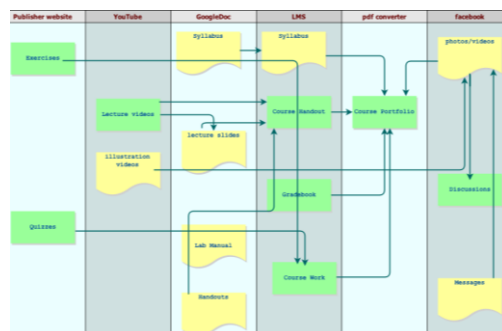 Publisher website YouTube GoogleDoc LMS pdf converter facebook
Syllabus Syllabus photos/videos
Exercises
Lecture videos Course Handout Course Portfolio
lecture slides
illustration
videos
Gradebook Discussions
Quizzes
Lab Manual
Course Work
Messages
Handouts